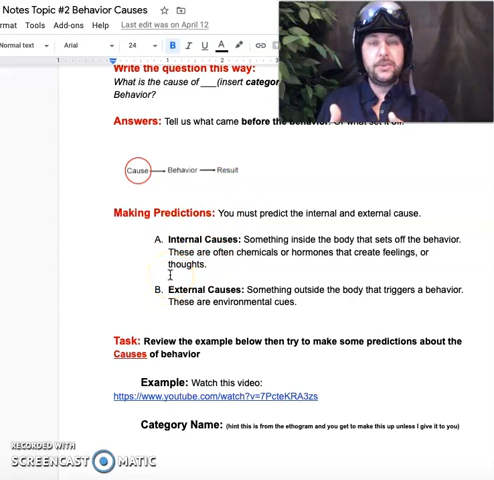 Notes Topic #2 Behavior Causes
rmat Tools Add-ons Help Last edit was on April 12
Normal text Arial 24 B I U A
1 2
Write the question this way:
What is the cause of ___(insert categor
Behavior?
Answers: Tell us what came before the behavior. Or what set it off.
Cause Behavior Result
Making Predictions: You must predict the internal and external cause.
A. Internal Causes: Something inside the body that sets off the behavior.
These are often chemicals or hormones that create feelings, or
thoughts.
B. External Causes: Something outside the body that triggers a behavior.
These are environmental cues.
Task: Review the example below then try to make some predictions about the
Causes of behavior
Example: Watch this video:
https://www.youtube.com/watch?v=7PcteKRA3zs
Category Name: (hint this is from the ethogram and you get to make this up unless I give it to you)
RECORDED WITH
SCREENCAST MATIC